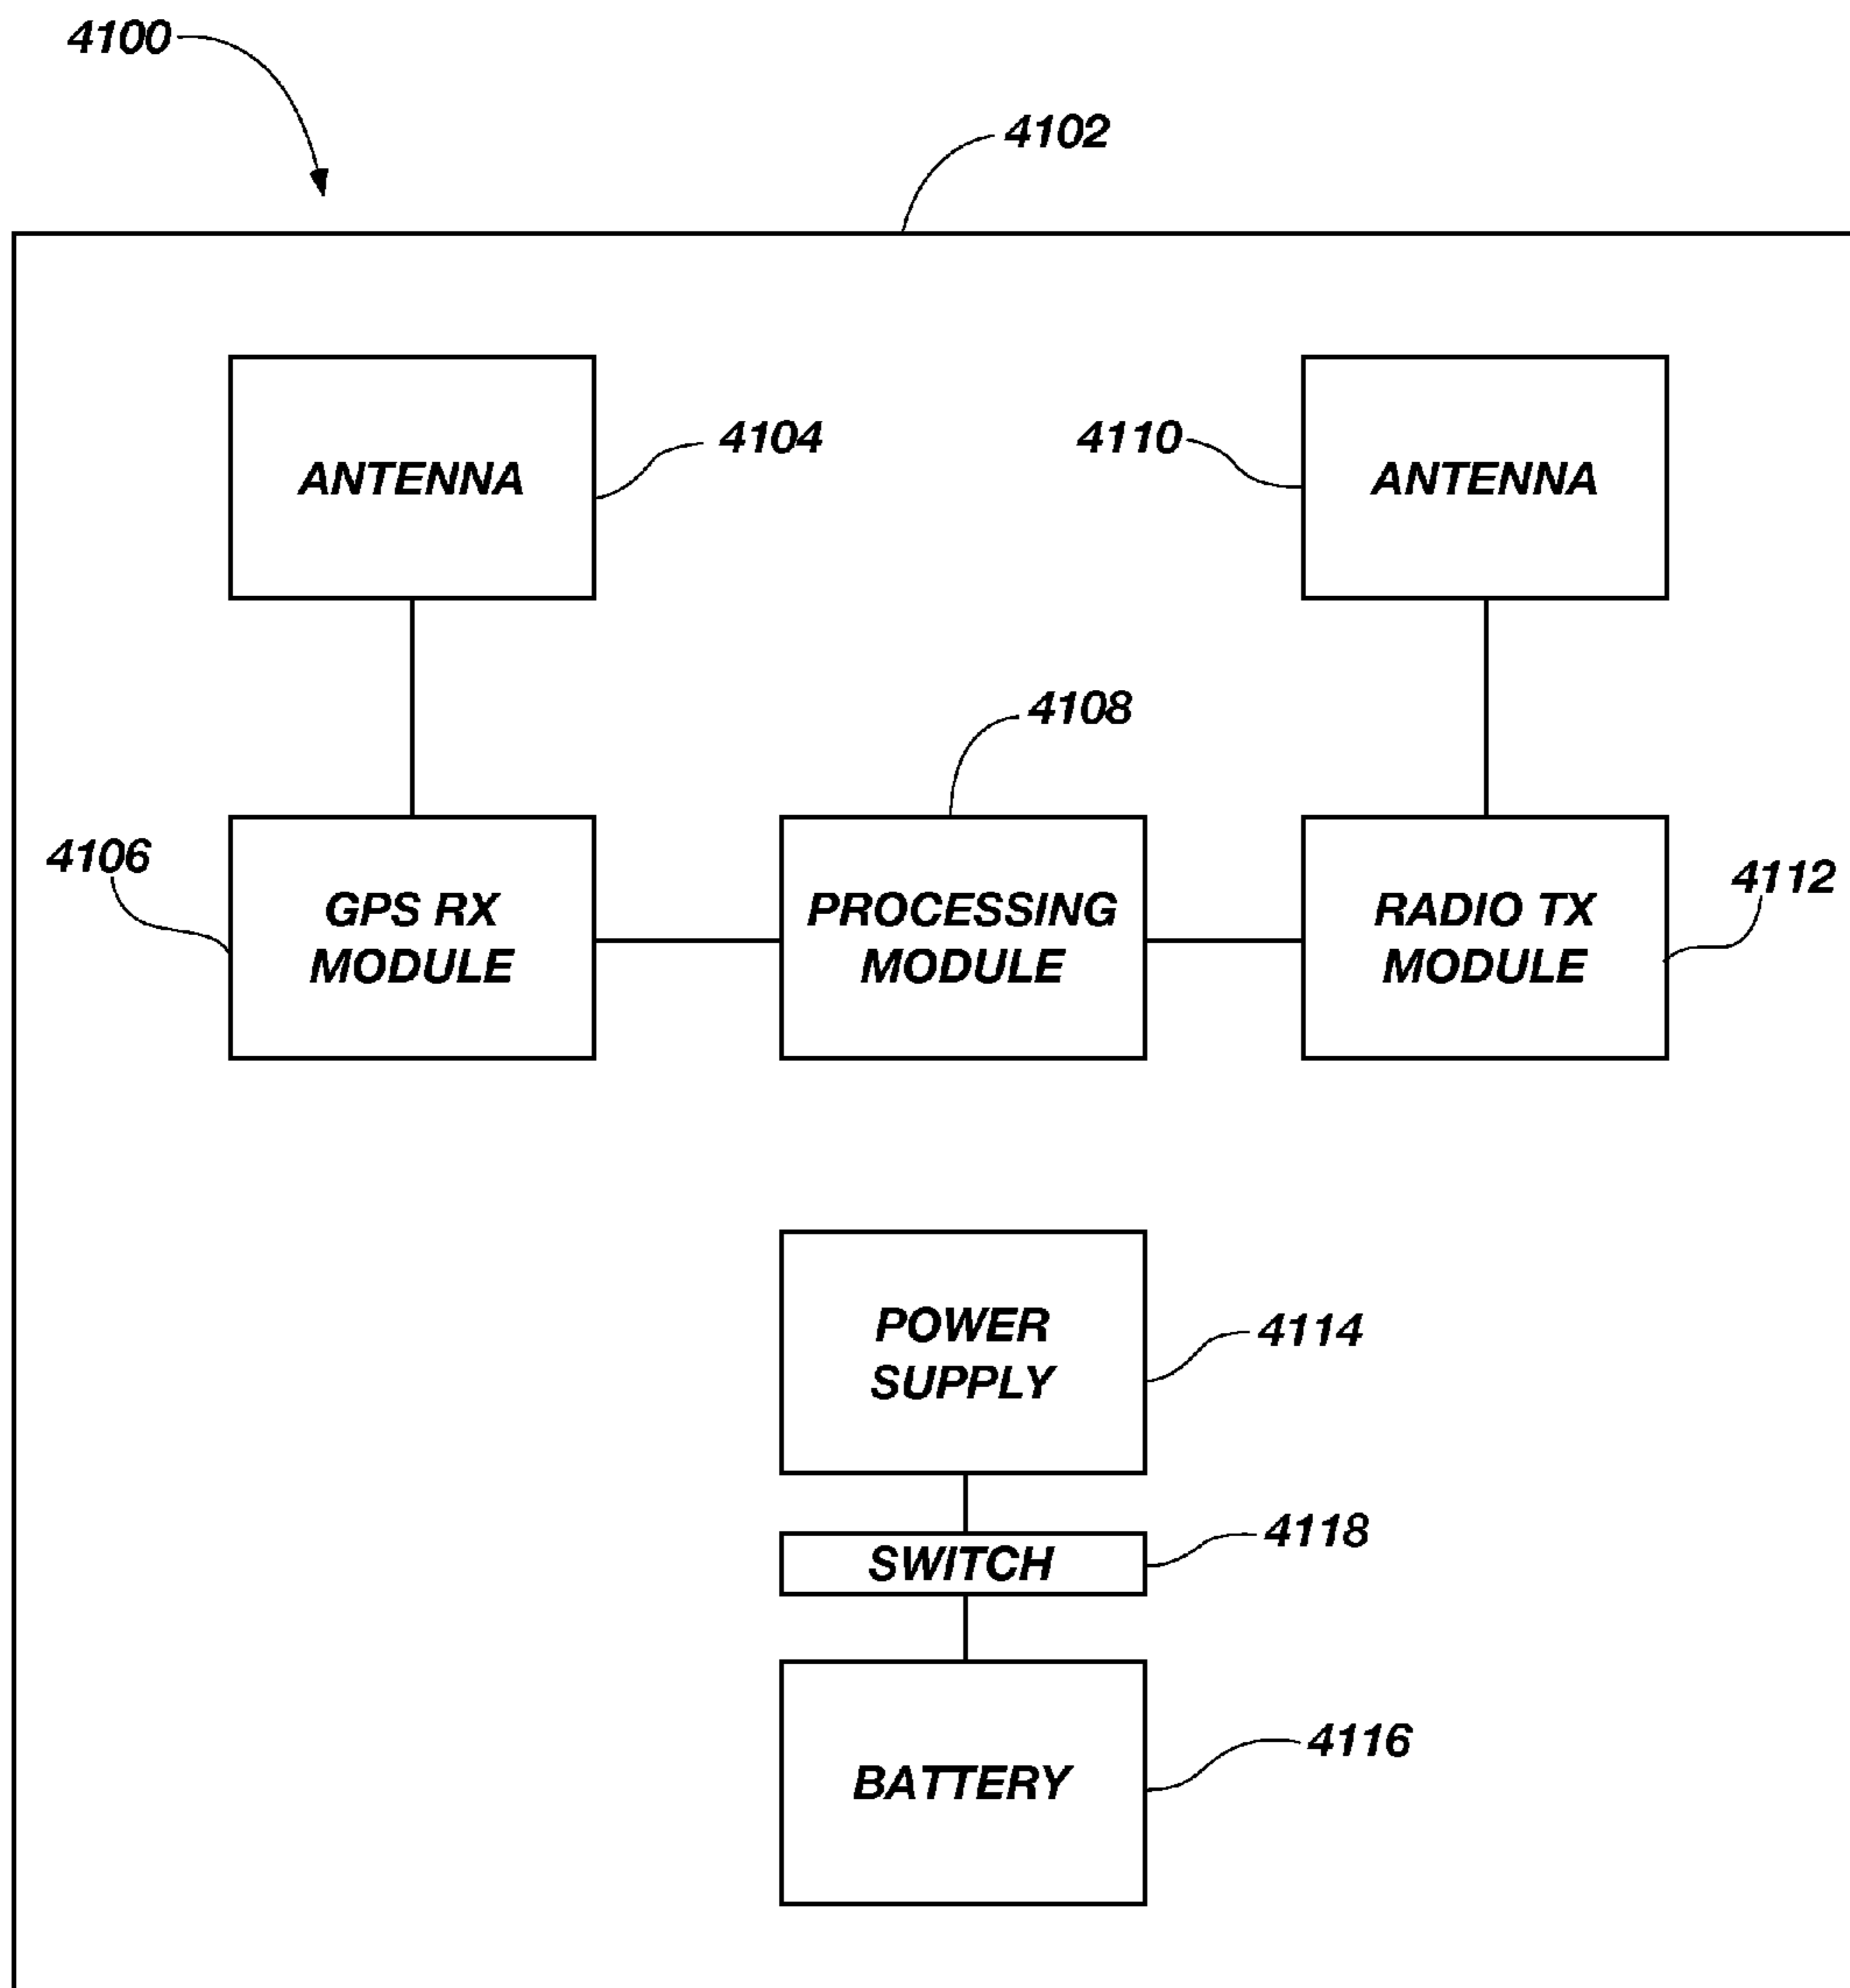 4100
4102
ANTENNA
4104
4110
ANTENNA
4108
4106
GPS RX
MODULE
PROCESSING
MODULE
RADIO TX
MODULE
4112
POWER
SUPPLY
4114
SWITCH
4118
BATTERY
4116